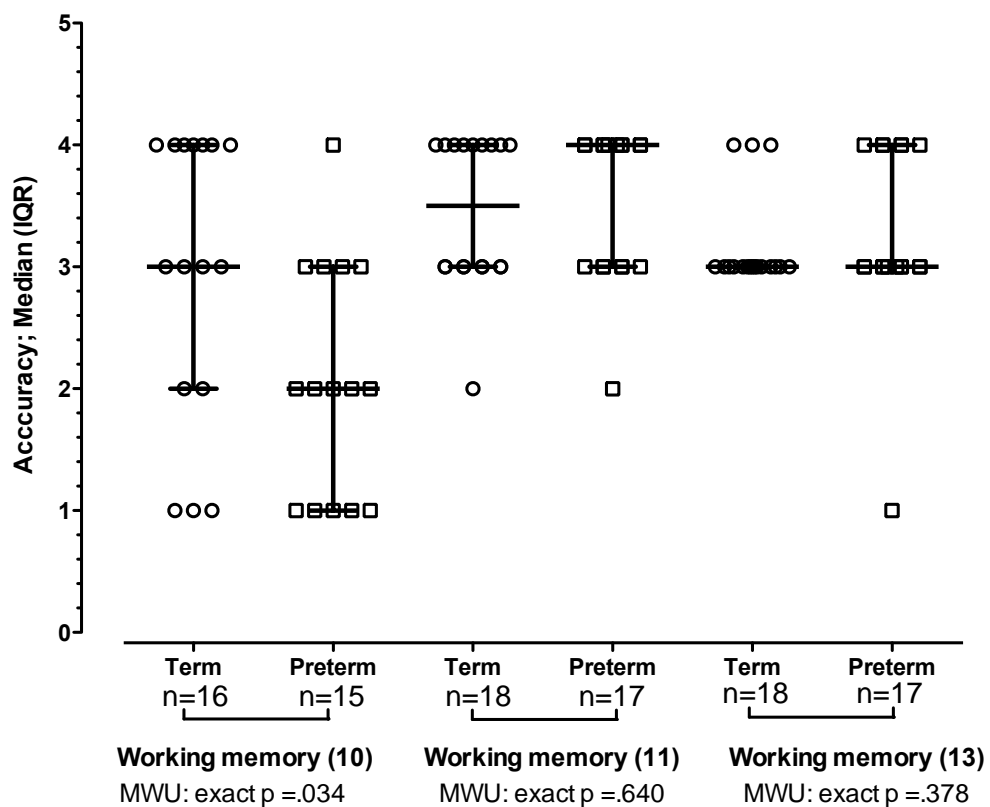 Acccuracy; Median (IQR)
5
4
3
2
1
0
Term Preterm Term Preterm Term Preterm
n=16 n=15 n=18 n=17 n=18 n=17
Working memory (10) Working memory (11) Working memory (13)
MWU: exact p =.034 MWU: exact p =.640 MWU: exact p =.378